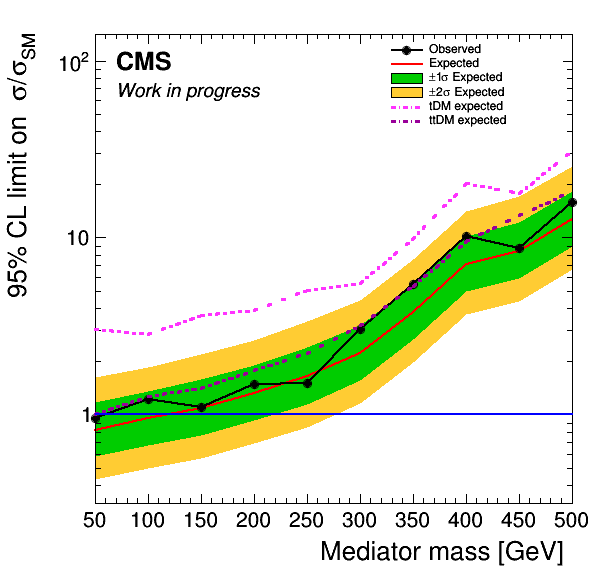 95% CL limit on σ/σSM
10²
10
1
CMS
Work in progress
Observed
Expected
±1σ Expected
±2σ Expected
tDM expected
ttDM expected
50 100 150 200 250 300 350 400 450 500
Mediator mass [GeV]